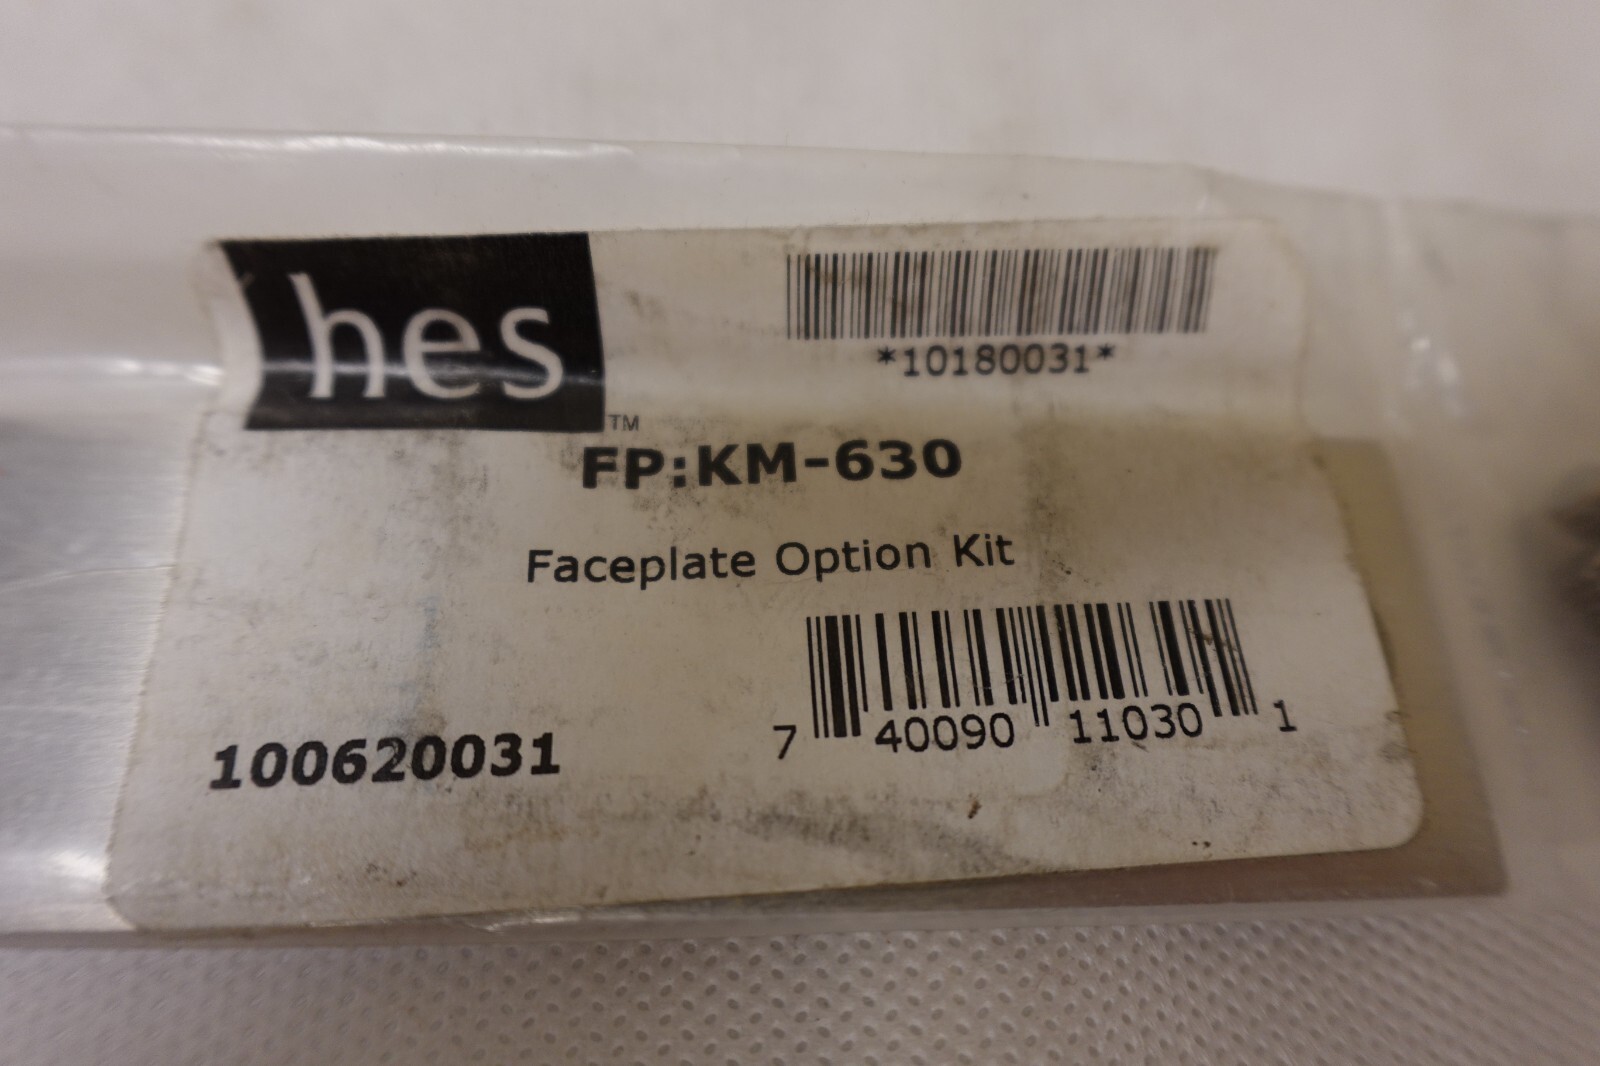 hes
TM
*10180031*
FP:KM-630
Faceplate Option Kit
100620031
7 40090 11030 1